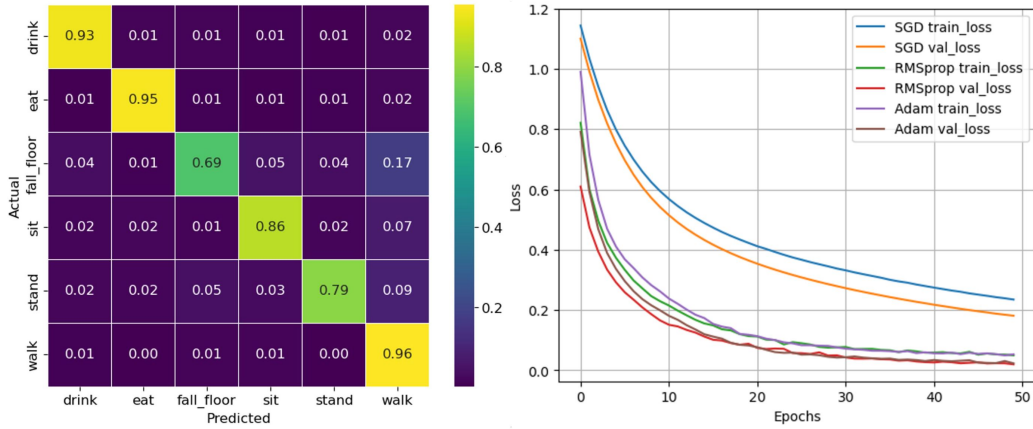 Actual
drink
eat
fall_floor
sit
stand
walk
0.93 0.01 0.01 0.01 0.01 0.02
0.01 0.95 0.01 0.01 0.01 0.02
0.04 0.01 0.69 0.05 0.04 0.17
0.02 0.02 0.01 0.86 0.02 0.07
0.02 0.02 0.05 0.03 0.79 0.09
0.01 0.00 0.01 0.01 0.00 0.96
drink eat fall_floor sit stand walk
Predicted
0.8
0.6
0.4
0.2
Loss
1.2
1.0
0.8
0.6
0.4
0.2
0.0
SGD train_loss
SGD val_loss
RMSprop train_loss
RMSprop val_loss
Adam train_loss
Adam val_loss
0 10 20 30 40 50
Epochs